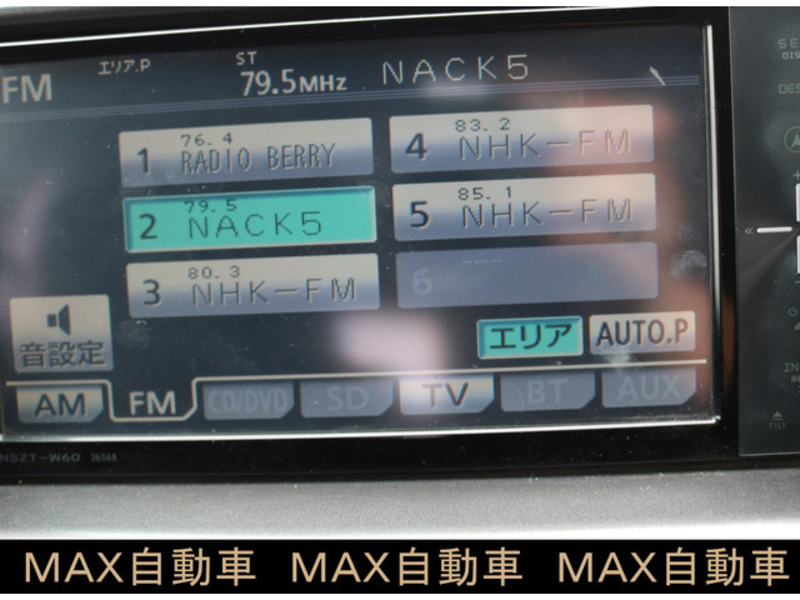 FM エリア.P ST 79.5MHz NACK5
1 76.4 RADIO BERRY
4 83.2 NHK-FM
2 79.5 NACK5
5 85.1 NHK-FM
3 80.3 NHK-FM
6 ---
音設定 エリア AUTO.P
AM FM CD/DVD SD TV BT AUX
NSZT-W60 36068
TILT
MAX自動車 MAX自動車 MAX自動車